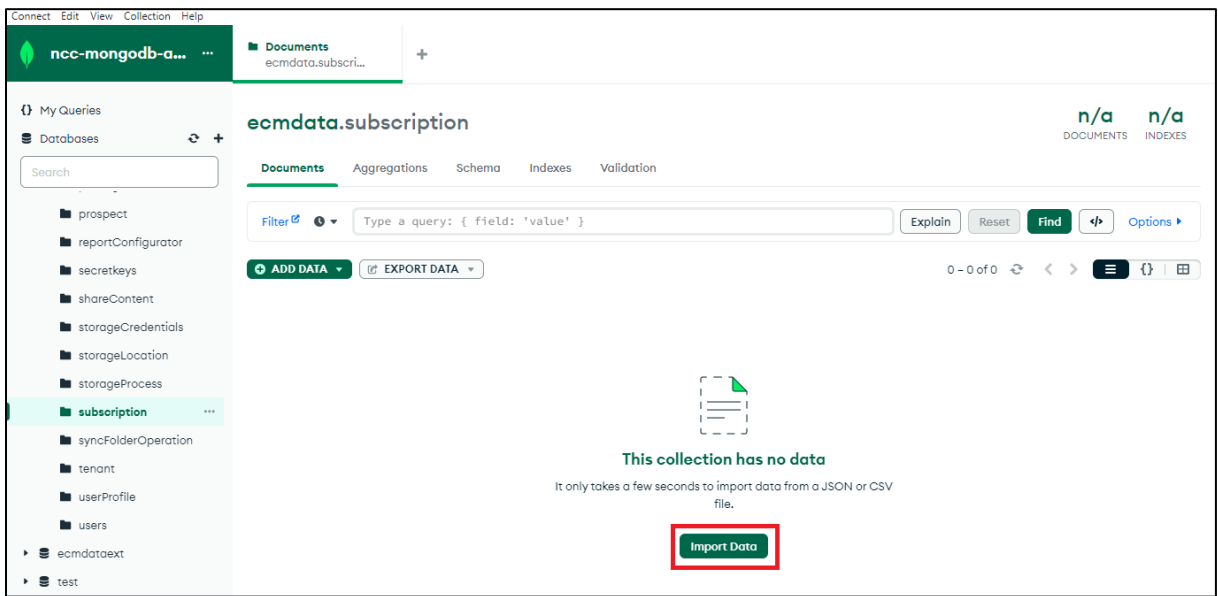 Connect Edit View Collection Help
ncc-mongodb-a... ...
Documents
ecmdata.subscri...
+
{} My Queries
Databases
+
Search
prospect
reportConfigurator
secretkeys
shareContent
storageCredentials
storageLocation
storageProcess
subscription ...
syncFolderOperation
tenant
userProfile
users
ecmdataext
test
ecmdata.subscription
n/a n/a
DOCUMENTS INDEXES
Documents Aggregations Schema Indexes Validation
Filter Type a query: { field: 'value' } Explain Reset Find </> Options
ADD DATA EXPORT DATA 0 – 0 of 0 < > {}
This collection has no data
It only takes a few seconds to import data from a JSON or CSV
file.
Import Data